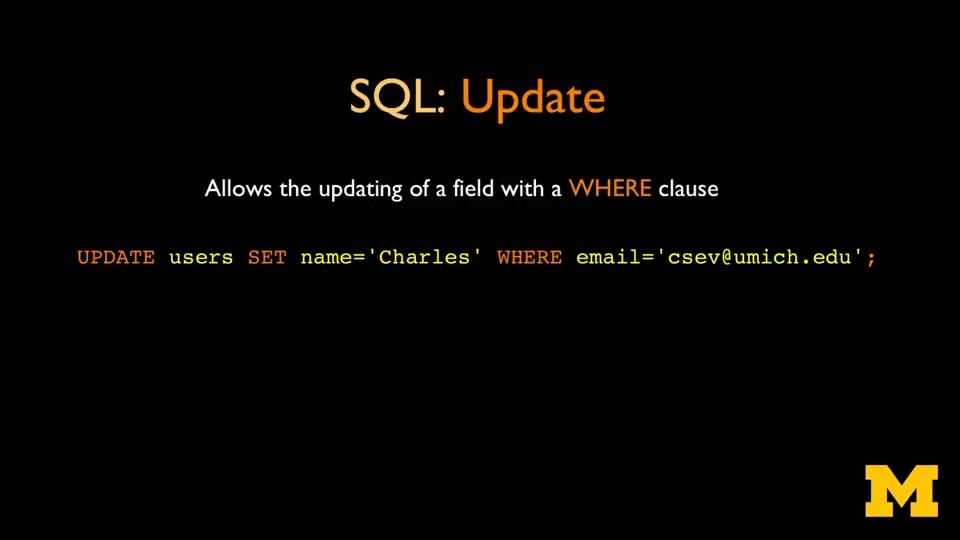 SQL: Update
Allows the updating of a field with a WHERE clause
UPDATE users SET name='Charles' WHERE email='csev@umich.edu';
M